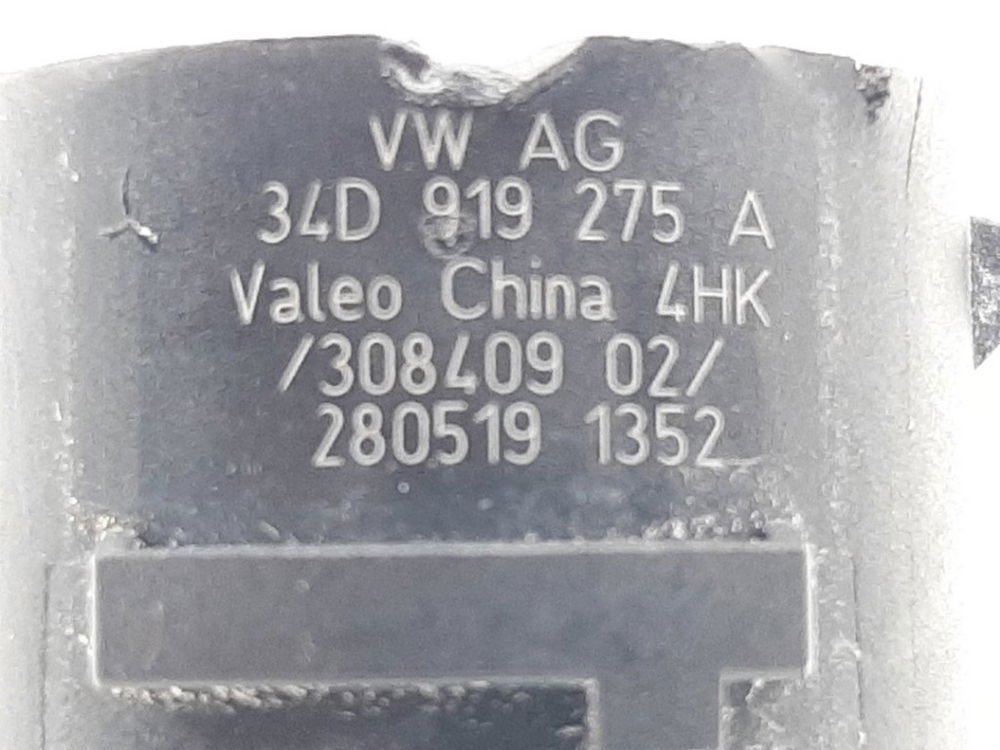 VW AG
34D 919 275 A
Valeo China 4HK
/308409 02/
280519 1352